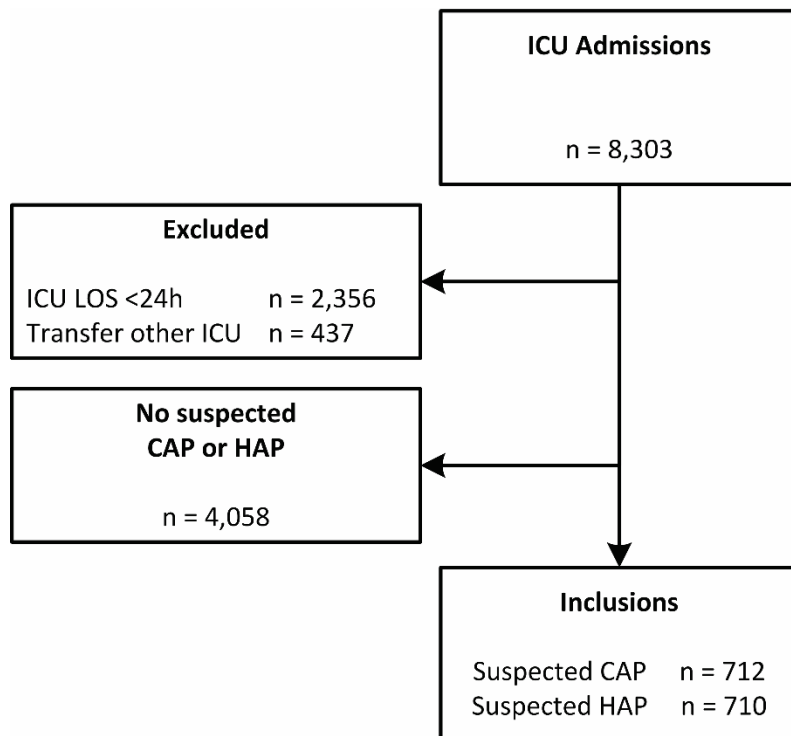 ICU Admissions
n = 8,303
Excluded
ICU LOS <24h n = 2,356
Transfer other ICU n = 437
No suspected
CAP or HAP
n = 4,058
Inclusions
Suspected CAP n = 712
Suspected HAP n = 710